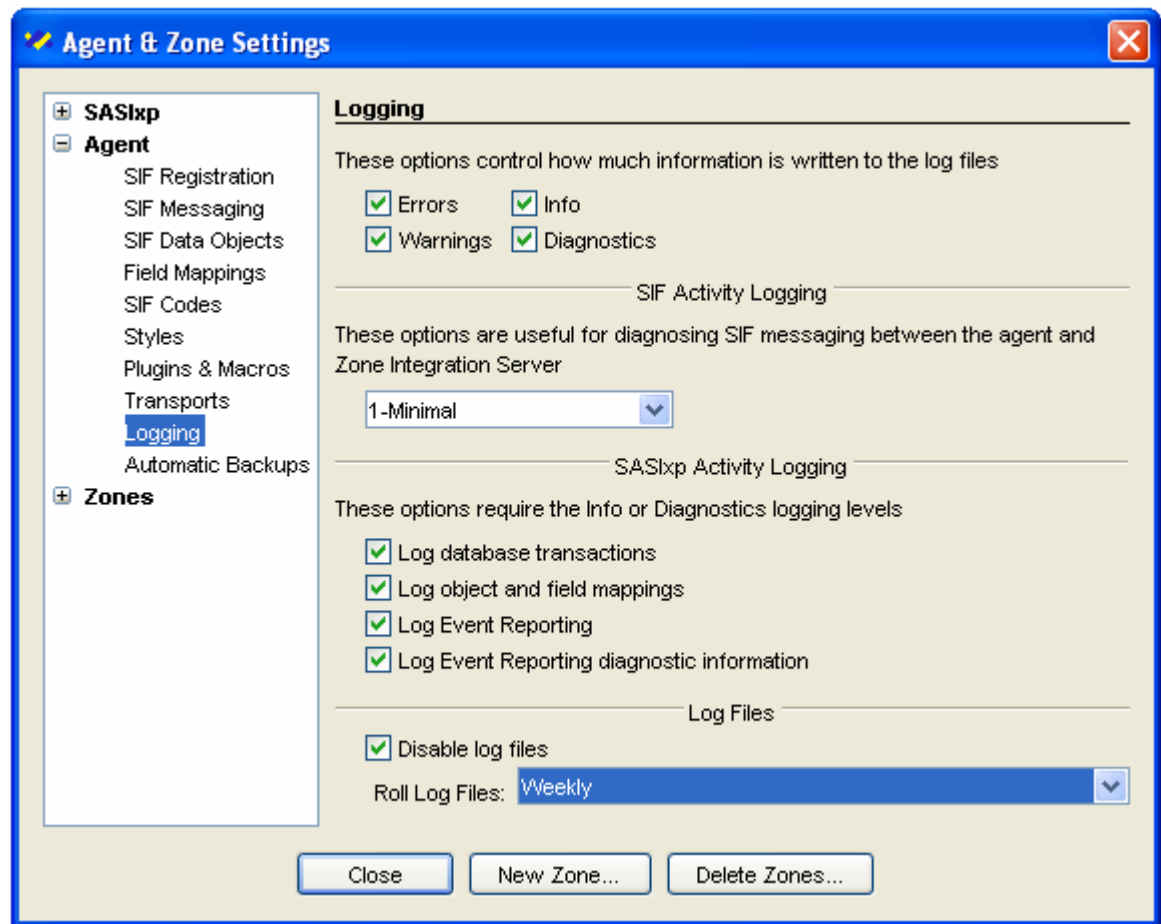 Agent & Zone Settings
SASIxp
Agent
SIF Registration
SIF Messaging
SIF Data Objects
Field Mappings
SIF Codes
Styles
Plugins & Macros
Transports
Logging
Automatic Backups
Zones
Logging
These options control how much information is written to the log files
Errors Info
Warnings Diagnostics
SIF Activity Logging
These options are useful for diagnosing SIF messaging between the agent and
Zone Integration Server
1-Minimal
SASIxp Activity Logging
These options require the Info or Diagnostics logging levels
Log database transactions
Log object and field mappings
Log Event Reporting
Log Event Reporting diagnostic information
Log Files
Disable log files
Roll Log Files: Weekly
Close New Zone... Delete Zones...